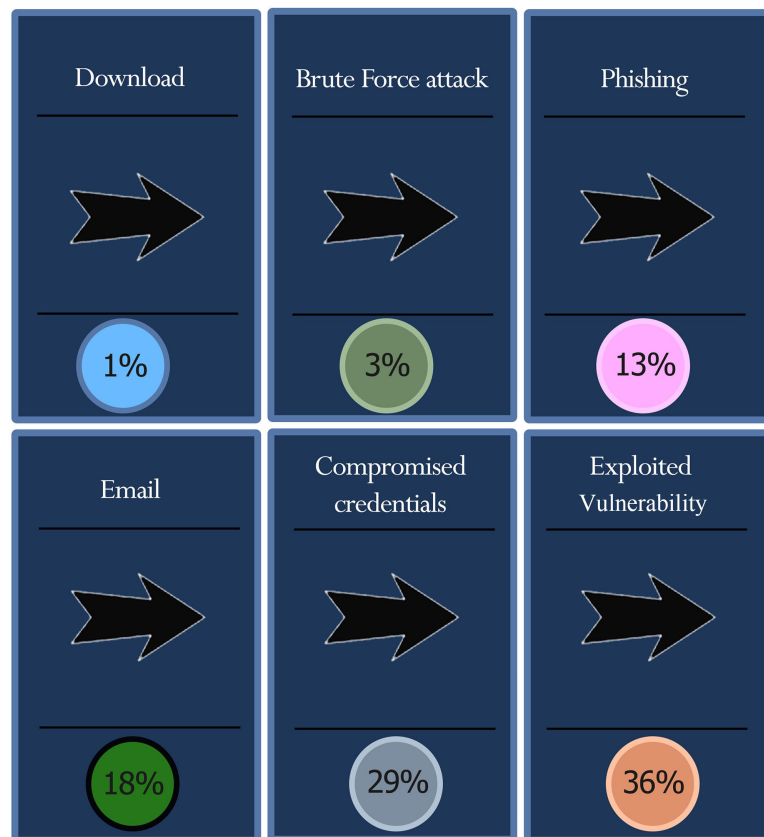 Download
Brute Force attack
Phishing
1%
3%
13%
Email
Compromised
credentials
Exploited
Vulnerability
18%
29%
36%